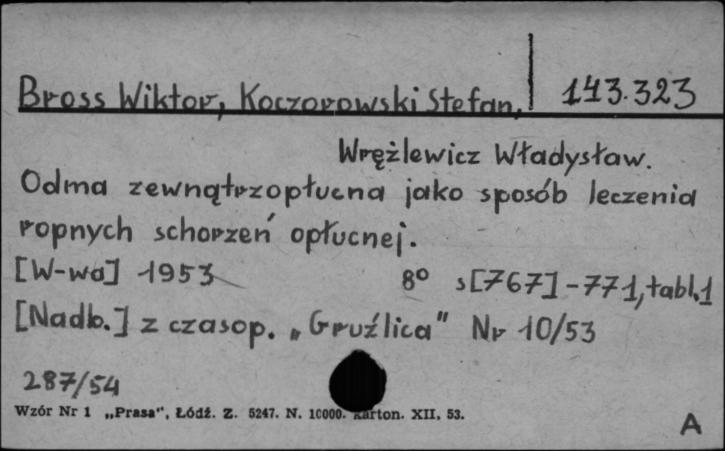 Bross Wiktor, Koczorowski Stefan, 143.323
Wrężlewicz Władysław.
Odma zewnątrzopłucna jako sposób leczenia
ropnych schorzeń opłucnej.
[W-wa] 1953 8° s[767]-771, tabl.1
[Nadb.] z czasop. „Gruźlica" Nr 10/53
287/54
Wzór Nr 1 „Prasa", Łódź. Z. 5247. N. 10000. Karton. XII, 53.
A